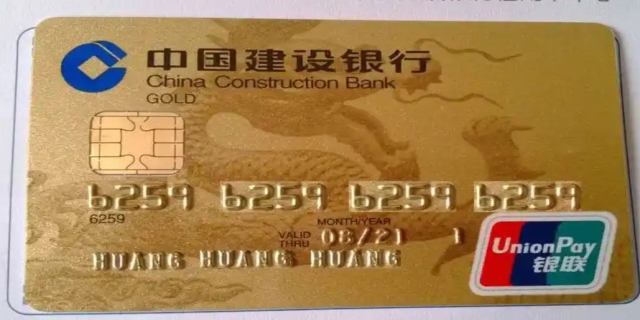 中国建设银行
China Construction Bank
GOLD
6259 6259 6259 6259
6259
MONTH/YEAR
VALID THRU 08/21 1
HUANG HUANG HUANG
UnionPay
银联